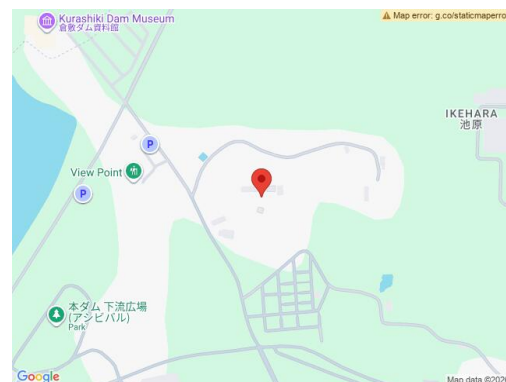 Kurashiki Dam Museum
倉敷ダム資料館
Map error: g.co/staticmaperro
IKEHARA
池原
P
View Point
P
本ダム 下流広場
(アシビバル)
Park
Google
Map data ©2026